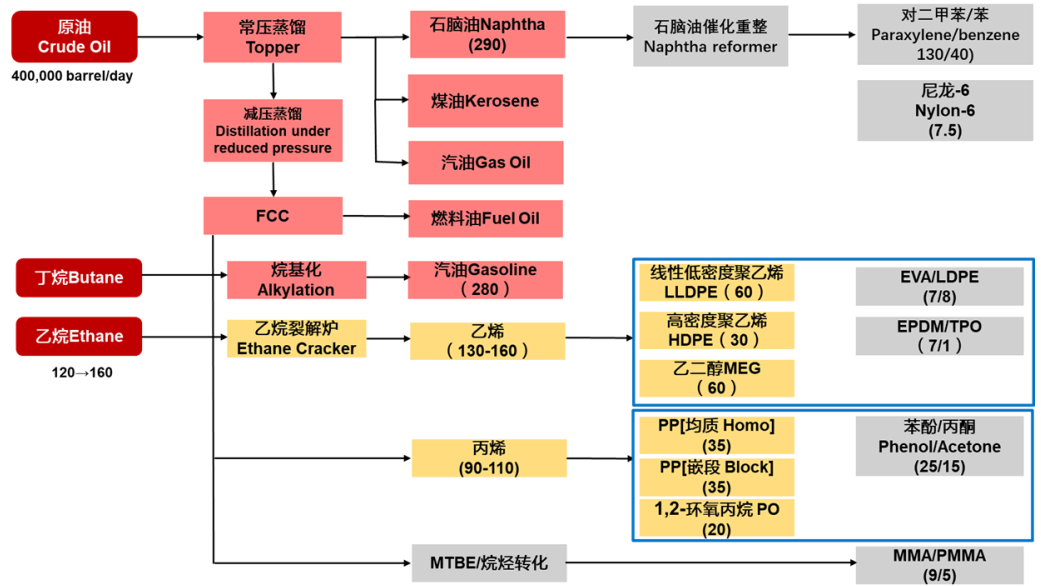 原油
Crude Oil
400,000 barrel/day
常压蒸馏
Topper
石脑油Naphtha
(290)
石脑油催化重整
Naphtha reformer
对二甲苯/苯
Paraxylene/benzene
130/40)
减压蒸馏
Distillation under
reduced pressure
煤油Kerosene
尼龙-6
Nylon-6
(7.5)
汽油Gas Oil
FCC
燃料油Fuel Oil
丁烷Butane
烷基化
Alkylation
汽油Gasoline
（280）
线性低密度聚乙烯
LLDPE（60）
EVA/LDPE
(7/8)
乙烷Ethane
120→160
乙烷裂解炉
Ethane Cracker
乙烯
（130-160）
高密度聚乙烯
HDPE（30）
EPDM/TPO
(7/1）
乙二醇MEG
（60）
丙烯
(90-110)
PP[均质 Homo]
(35)
苯酚/丙酮
Phenol/Acetone
(25/15)
PP[嵌段 Block]
(35)
1,2-环氧丙烷 PO
(20)
MTBE/烷烃转化
MMA/PMMA
(9/5)